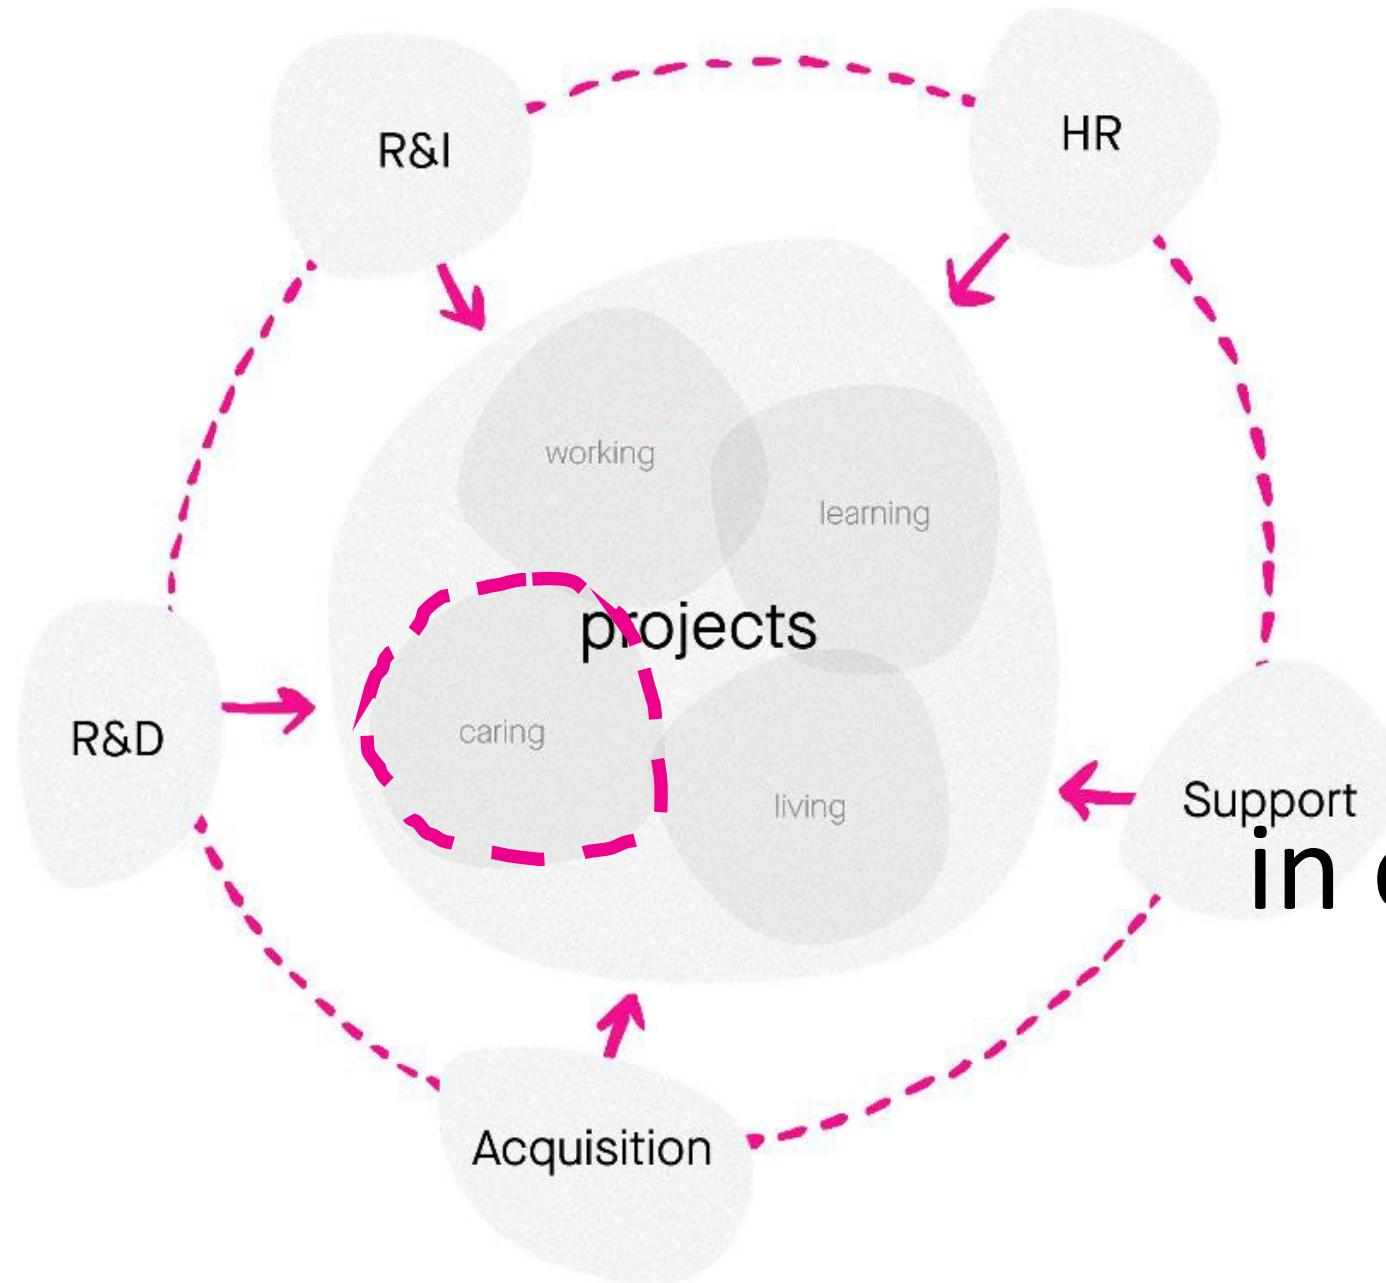 HR
R&I
working
learning
projects
caring
R&D
living
Support
in
Acquisition